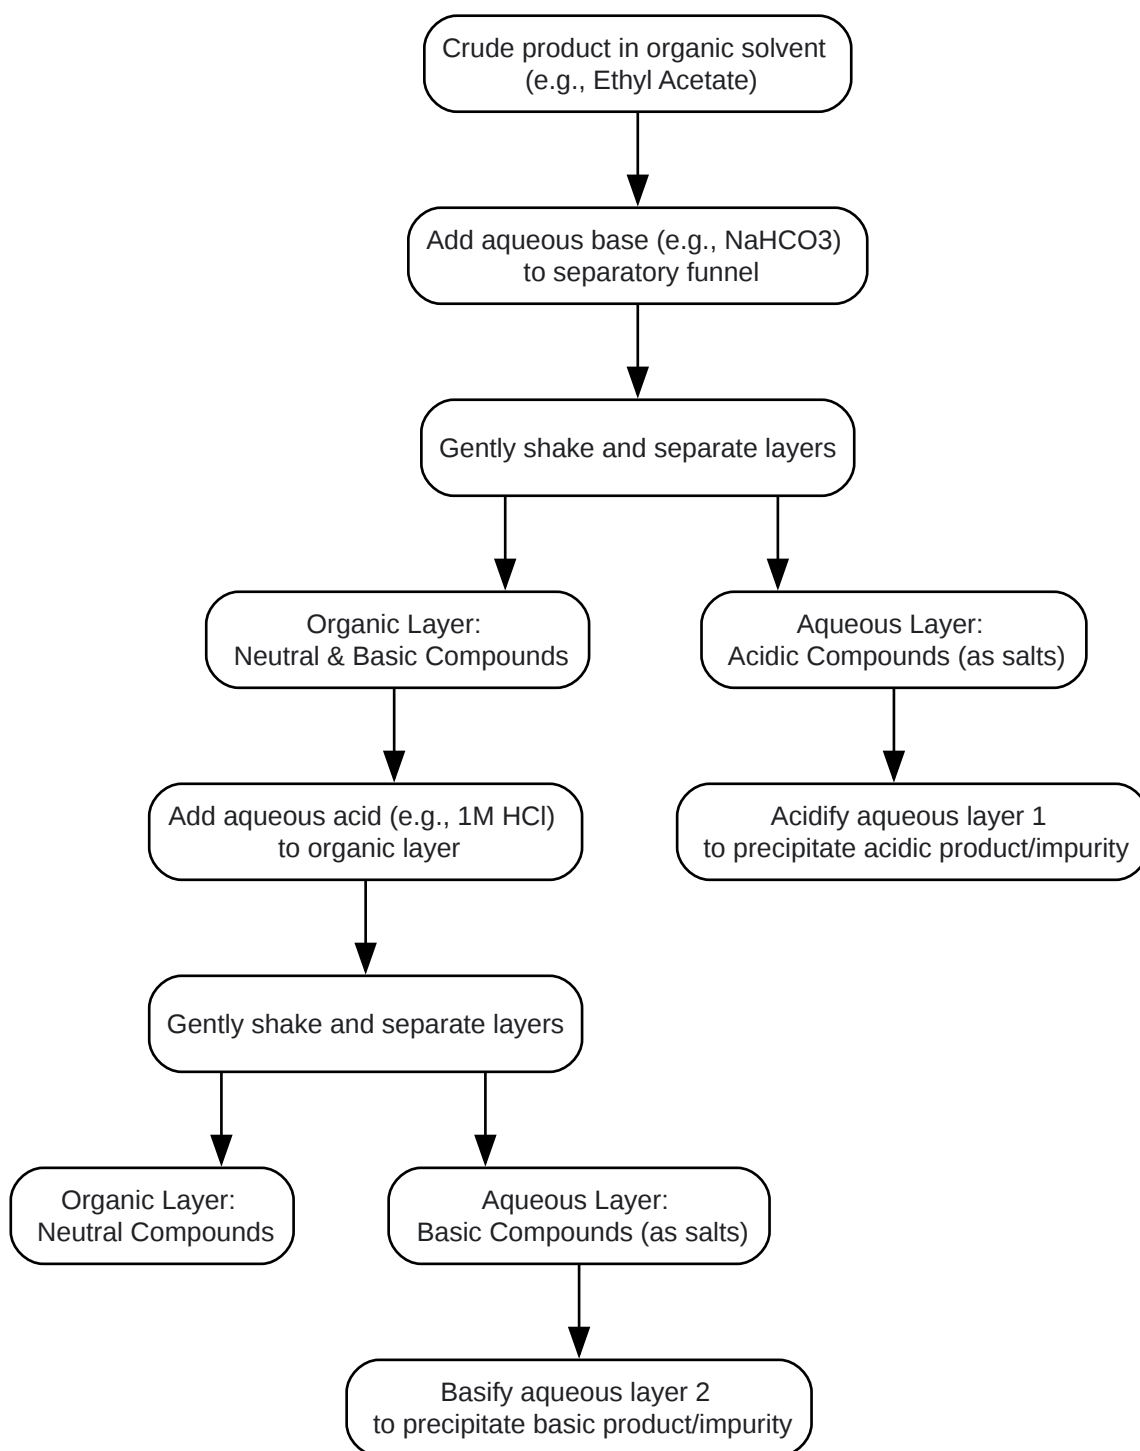 Crude product in organic solvent
(e.g., Ethyl Acetate)
Add aqueous base (e.g., NaHCO3)
to separatory funnel
Gently shake and separate layers
Organic Layer:
Neutral & Basic Compounds
Aqueous Layer:
Acidic Compounds (as salts)
Add aqueous acid (e.g., 1M HCl)
to organic layer
Acidify aqueous layer 1
to precipitate acidic product/impurity
Gently shake and separate layers
Organic Layer:
Neutral Compounds
Aqueous Layer:
Basic Compounds (as salts)
Basify aqueous layer 2
to precipitate basic product/impurity